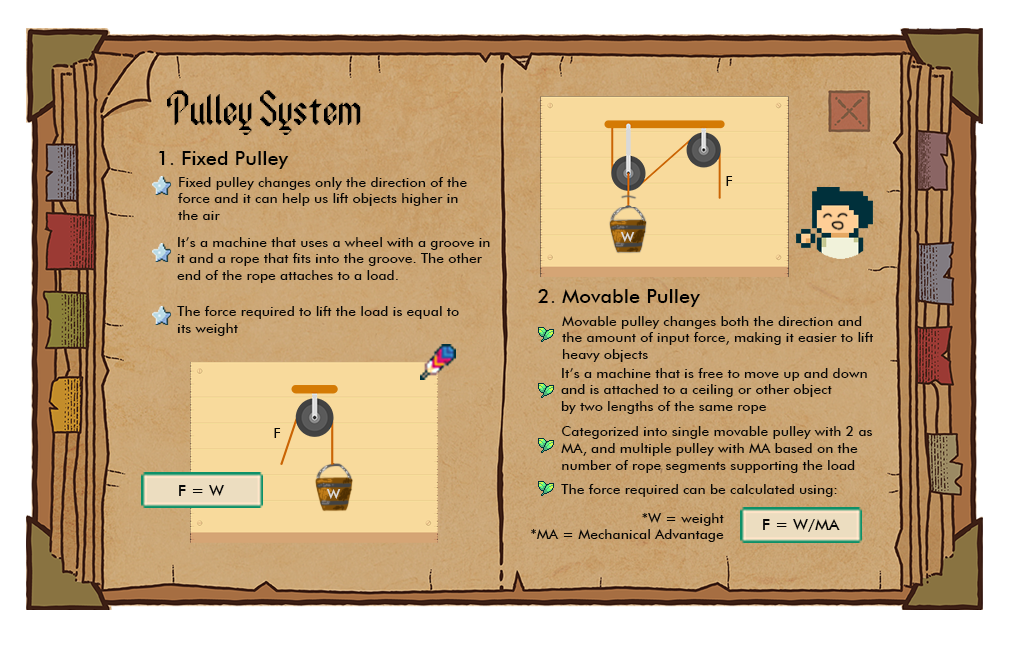 Pulley System
1. Fixed Pulley
Fixed pulley changes only the direction of the
force and it can help us lift objects higher in
the air
It's a machine that uses a wheel with a groove in
it and a rope that fits into the groove. The other
end of the rope attaches to a load.
The force required to lift the load is equal to
its weight
F
W
F = W
F
W
2. Movable Pulley
Movable pulley changes both the direction and
the amount of input force, making it easier to lift
heavy objects
It's a machine that is free to move up and down
and is attached to a ceiling or other object
by two lengths of the same rope
Categorized into single movable pulley with 2 as
MA, and multiple pulley with MA based on the
number of rope segments supporting the load
The force required can be calculated using:
*W = weight
*MA = Mechanical Advantage
F = W/MA